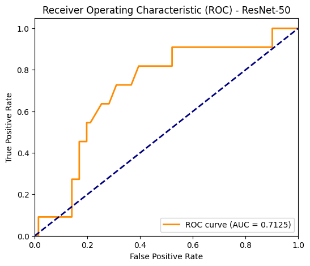 Receiver Operating Characteristic (ROC) - ResNet-50
1.0
0.8
0.6
0.4
0.2
0.0
True Positive Rate
ROC curve (AUC = 0.7125)
0.0 0.2 0.4 0.6 0.8 1.0
False Positive Rate